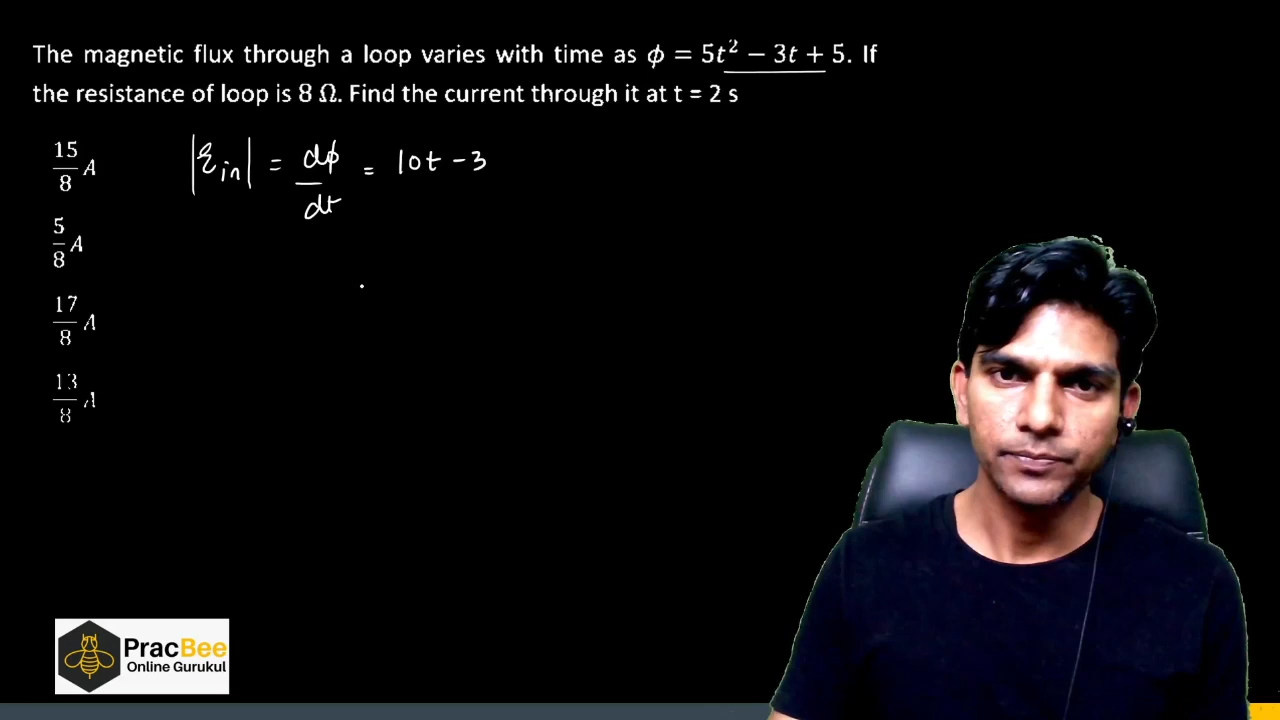 The magnetic flux through a loop varies with time as ϕ = 5t² − 3t + 5. If
the resistance of loop is 8 Ω. Find the current through it at t = 2 s
15/8 A
|ℰin| = dϕ/dt = 10t − 3
5/8 A
17/8 A
13/8 A
PracBee
Online Gurukul